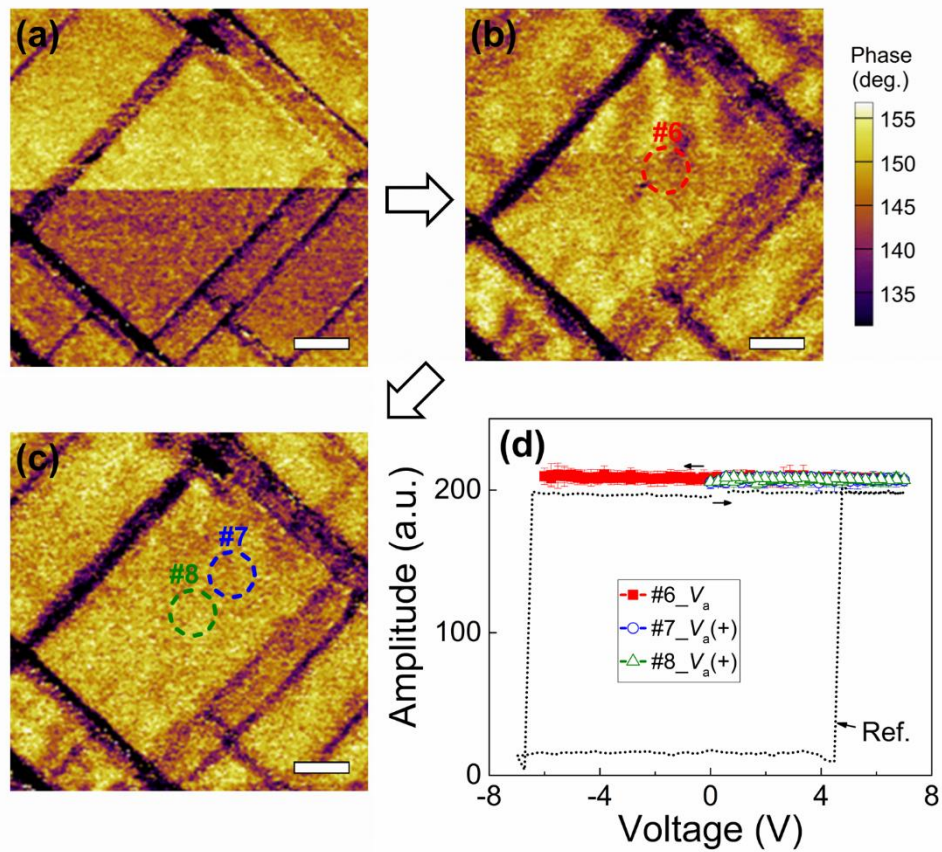 (a)
(b)
Phase
(deg.)
155
150
145
140
135
#6
(c)
#7
#8
(d)
Amplitude (a.u.)
200
100
0
#6_Va
#7_Va(+)
#8_Va(+)
Ref.
-8
-4
0
4
8
Voltage (V)